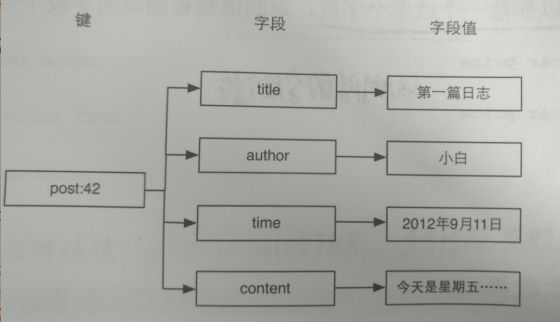 键 字段 字段值
title 第一篇日志
author 小白
post:42
time 2012年9月11日
content 今天是星期五……